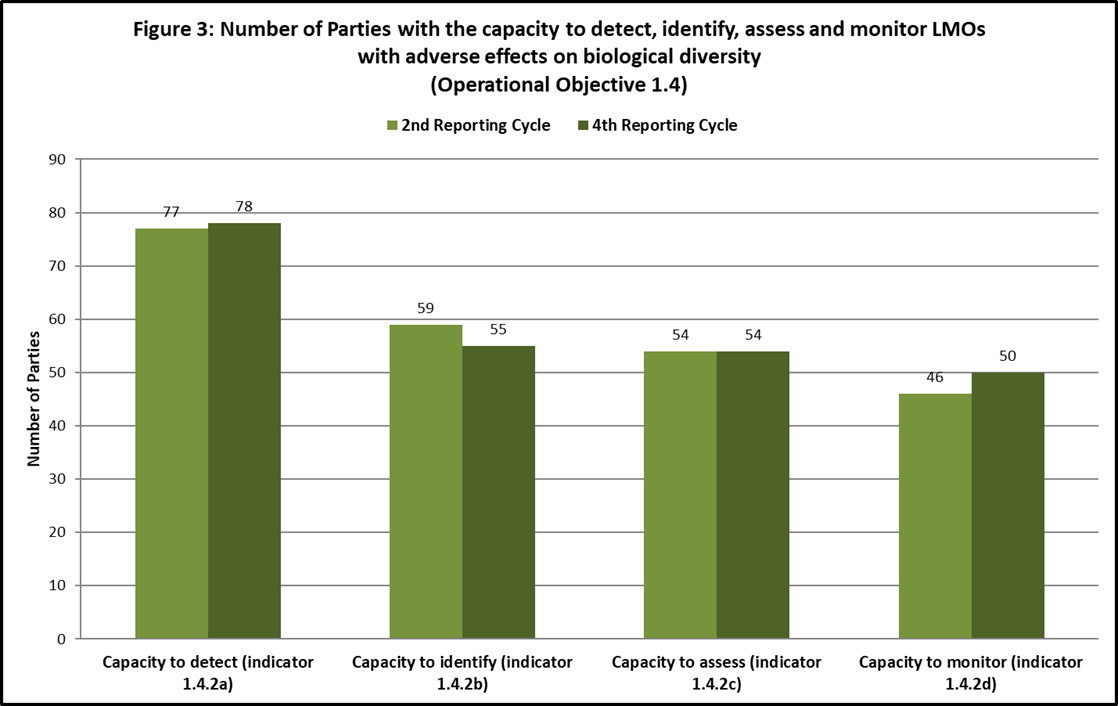 Figure 3: Number of Parties with the capacity to detect, identify, assess and monitor LMOs
with adverse effects on biological diversity
(Operational Objective 1.4)
2nd Reporting Cycle
4th Reporting Cycle
Number of Parties
90
80
70
60
50
40
30
20
10
0
77
78
59
55
54
54
46
50
Capacity to detect (indicator
1.4.2a)
Capacity to identify (indicator
1.4.2b)
Capacity to assess (indicator
1.4.2c)
Capacity to monitor (indicator
1.4.2d)